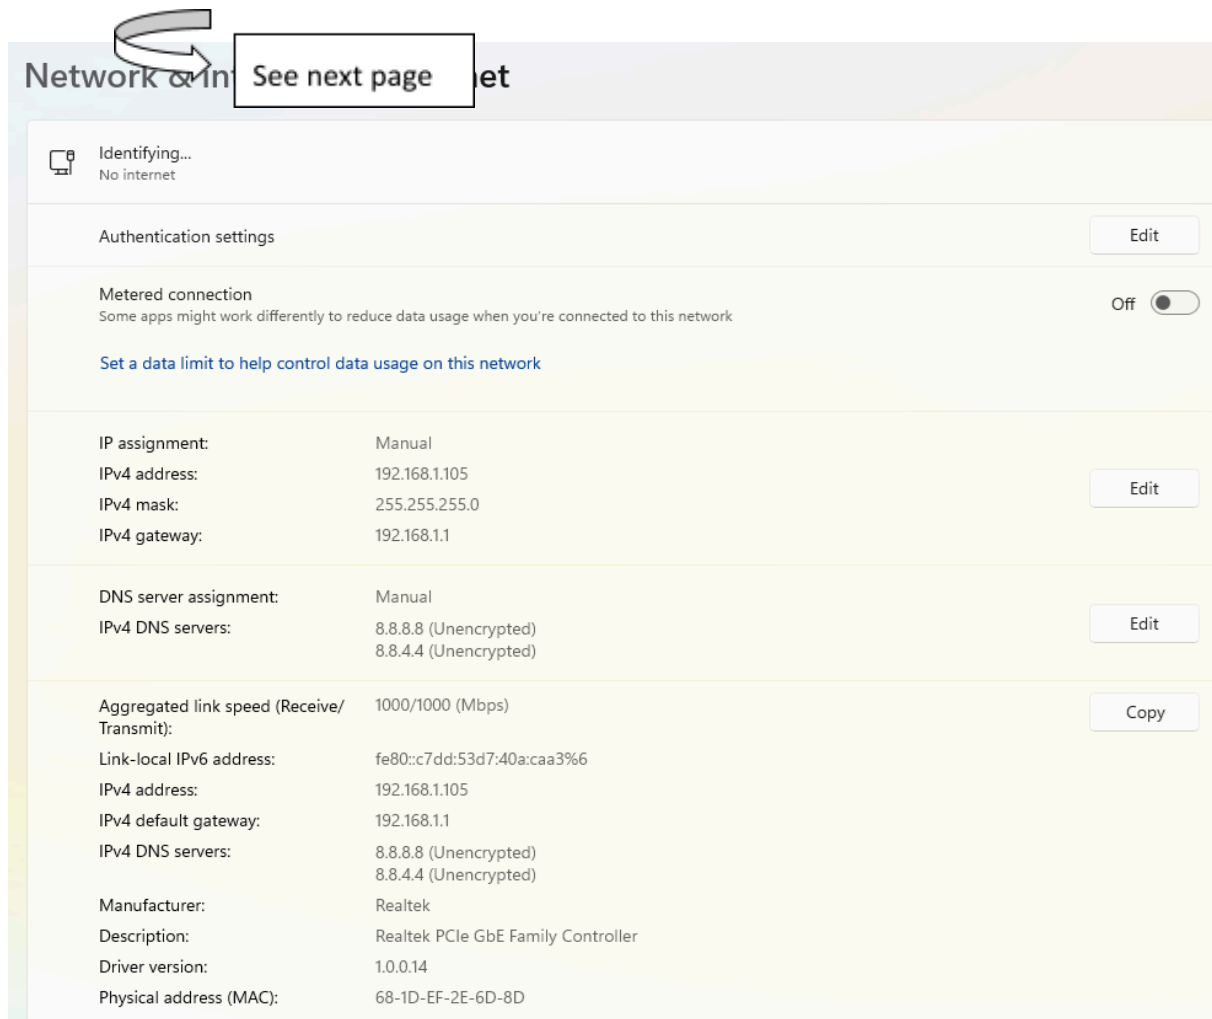 See next page
Network & in et
Identifying...
No internet
Authentication settings
Edit
Metered connection
Some apps might work differently to reduce data usage when you're connected to this network
Off
Set a data limit to help control data usage on this network
IP assignment: Manual
IPv4 address: 192.168.1.105
IPv4 mask: 255.255.255.0
IPv4 gateway: 192.168.1.1
Edit
DNS server assignment: Manual
IPv4 DNS servers: 8.8.8.8 (Unencrypted)
8.8.4.4 (Unencrypted)
Edit
Aggregated link speed (Receive/ 1000/1000 (Mbps)
Transmit):
Copy
Link-local IPv6 address: fe80::c7dd:53d7:40a:caa3%6
IPv4 address: 192.168.1.105
IPv4 default gateway: 192.168.1.1
IPv4 DNS servers: 8.8.8.8 (Unencrypted)
8.8.4.4 (Unencrypted)
Manufacturer: Realtek
Description: Realtek PCIe GbE Family Controller
Driver version: 1.0.0.14
Physical address (MAC): 68-1D-EF-2E-6D-8D